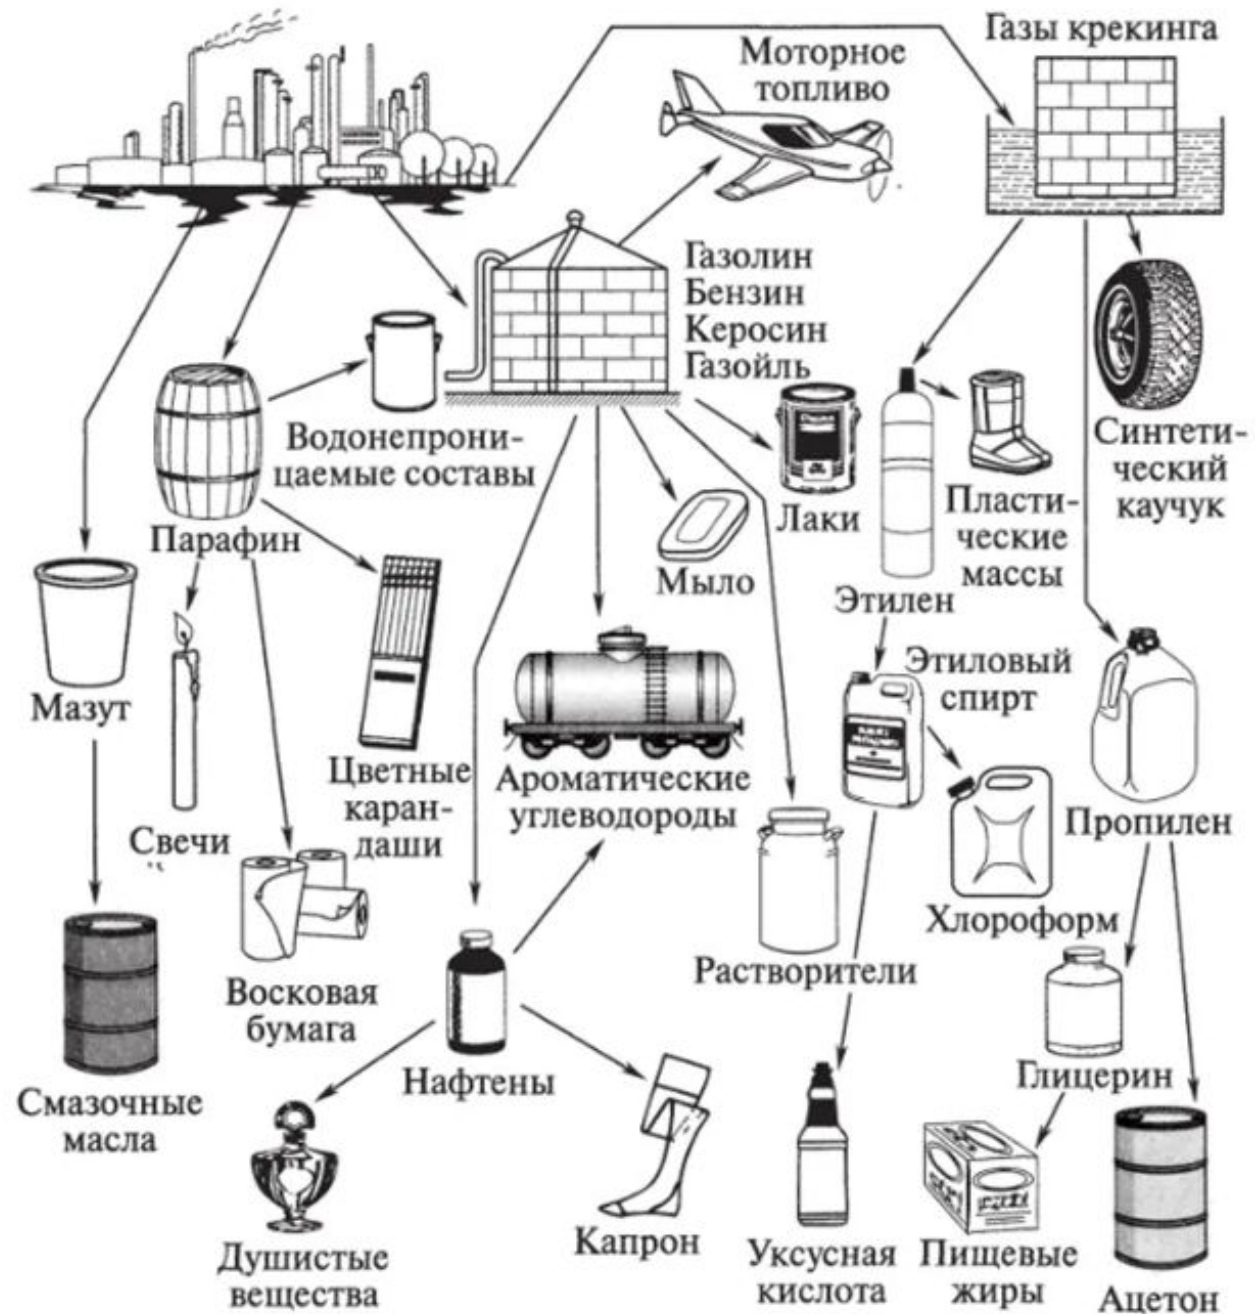 Газы крекинга
Моторное
топливо
Газолин
Бензин
Керосин
Газойль
Водонепрони-
цаемые составы
Парафин
Лаки
Мыло
Этилен
Пласти-
ческие
массы
Синтети-
ческий
каучук
Мазут
Свечи
Цветные
каран-
даши
Ароматические
углеводороды
Этиловый
спирт
Пропилен
Хлороформ
Растворители
Восковая
бумага
Нафтены
Глицерин
Смазочные
масла
Душистые
вещества
Капрон
Уксусная
кислота
Пищевые
жиры
Ацетон